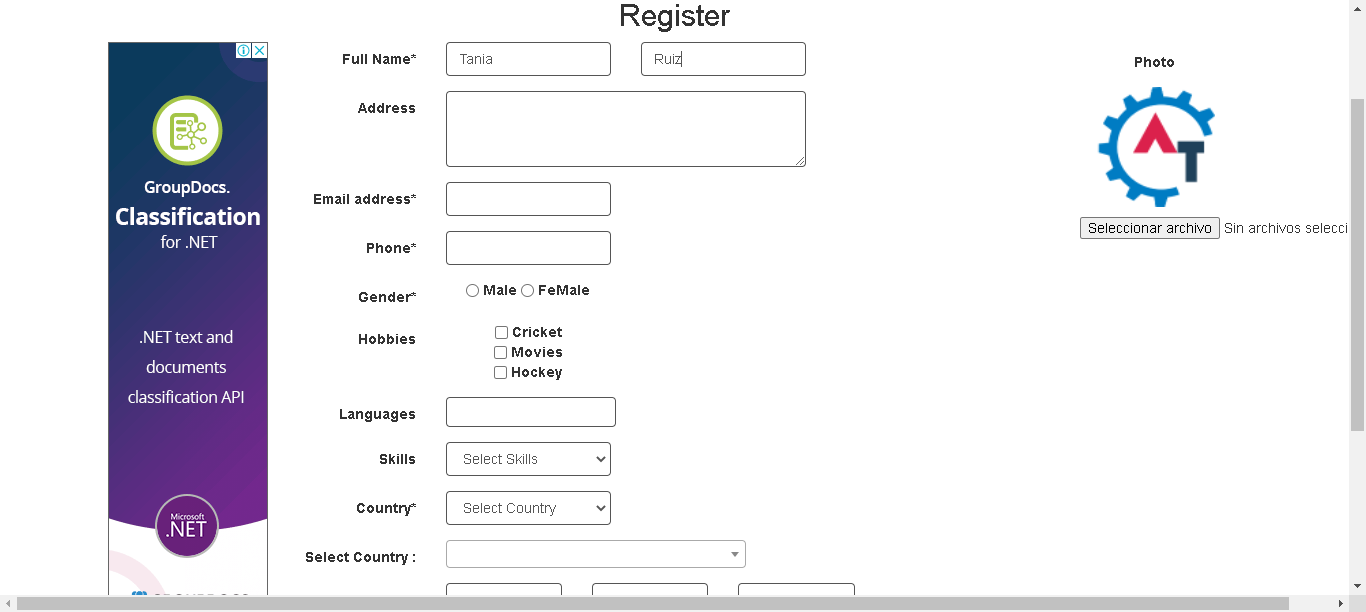 Register
Full Name*
Tania
Ruiz
Photo
Address
AT
GroupDocs.
Classification
for .NET
Email address*
Seleccionar archivo Sin archivos selecci
Phone*
Gender*
Male FeMale
Hobbies
Cricket
Movies
Hockey
.NET text and
documents
classification API
Languages
Skills
Select Skills
Country*
Select Country
Microsoft
.NET
Select Country :